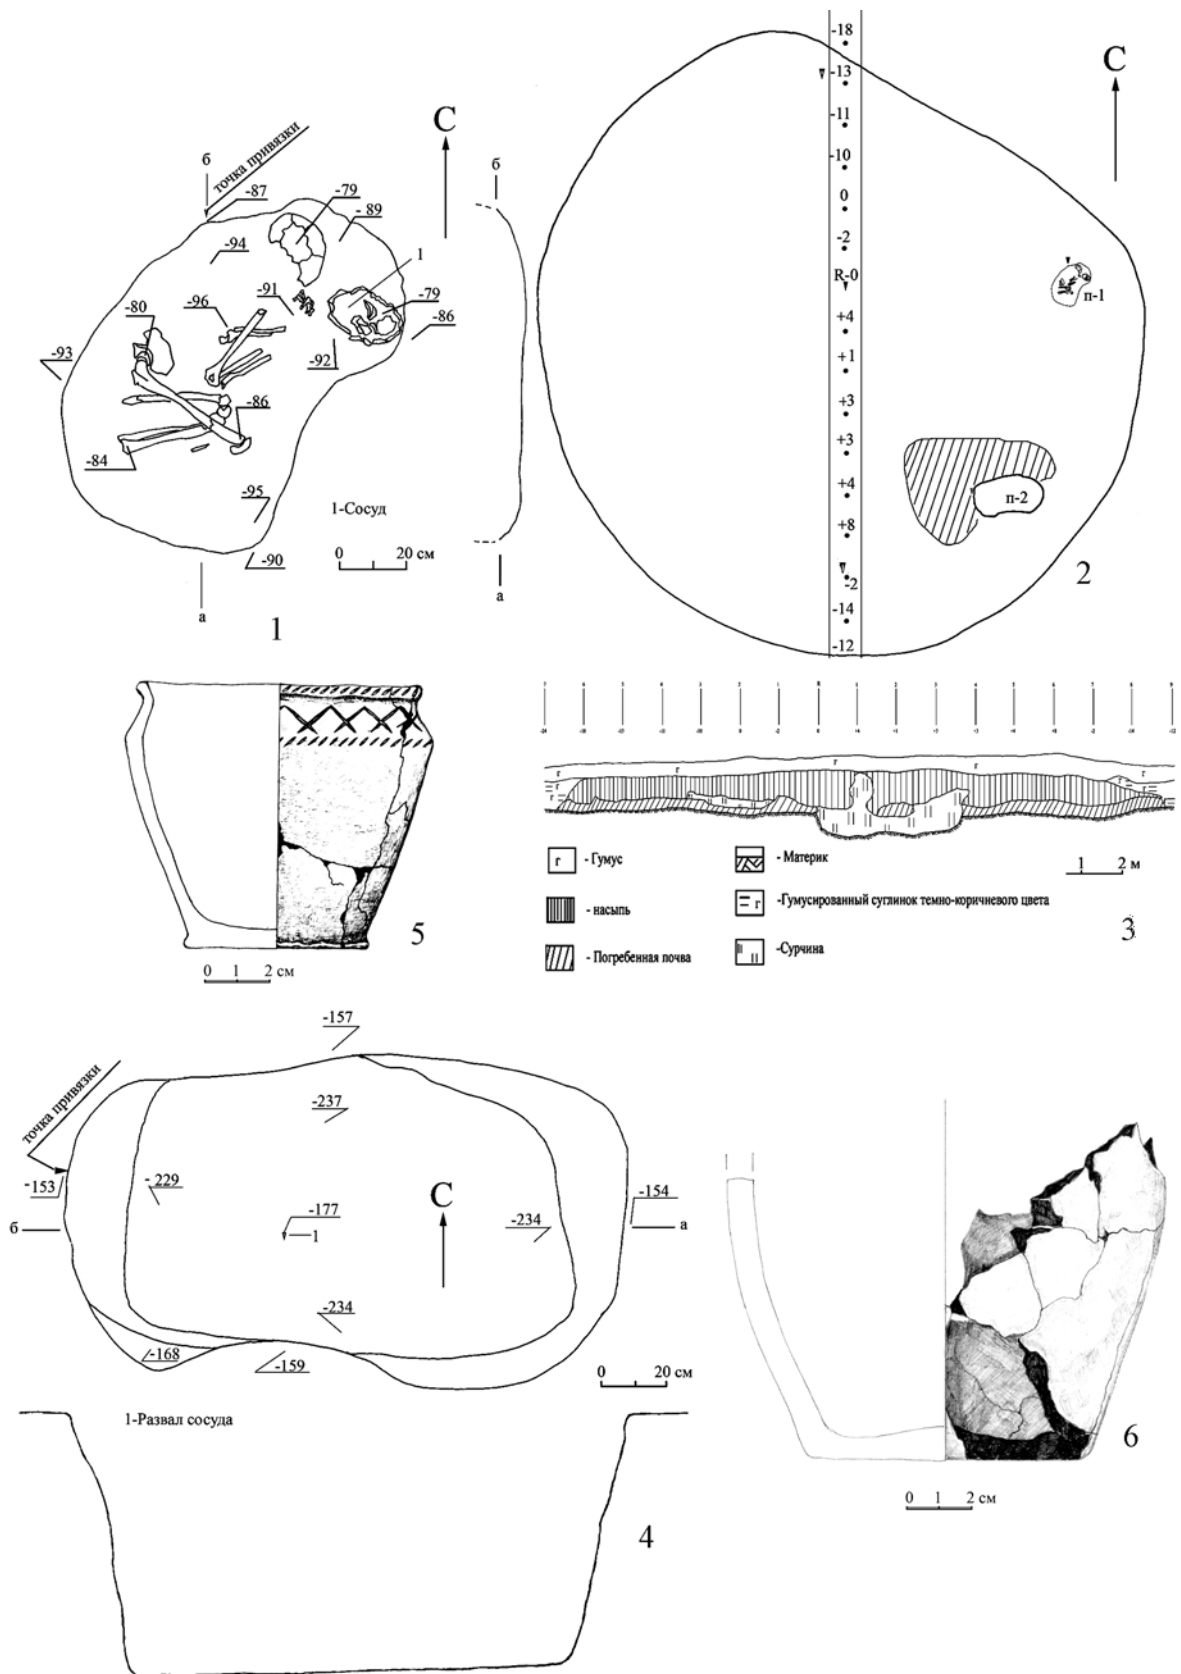 С
б
точка привязки
-87
-79
-89
1
-94
-91
-96
-79
-80
-86
-93
-92
-86
-84
-95
1-Сосуд
0 20 см
-90
а
б
а
1
-18
-13
-11
-10
0
-2
R-0
+4
+1
+3
+3
+4
+8
-2
-14
-12
С
п-1
п-2
2
г
г
г
г
г
г
г - Гумус
- насыпь
- Погребенная почва
- Материк
г -Гумусированный суглинок темно-коричневого цвета
-Сурчина
1 2 м
3
5
0 1 2 см
-157
точка привязки
-237
-153
-229
С
-154
б
-177
1
-234
а
-234
-168
-159
0 20 см
1-Развал сосуда
4
6
0 1 2 см